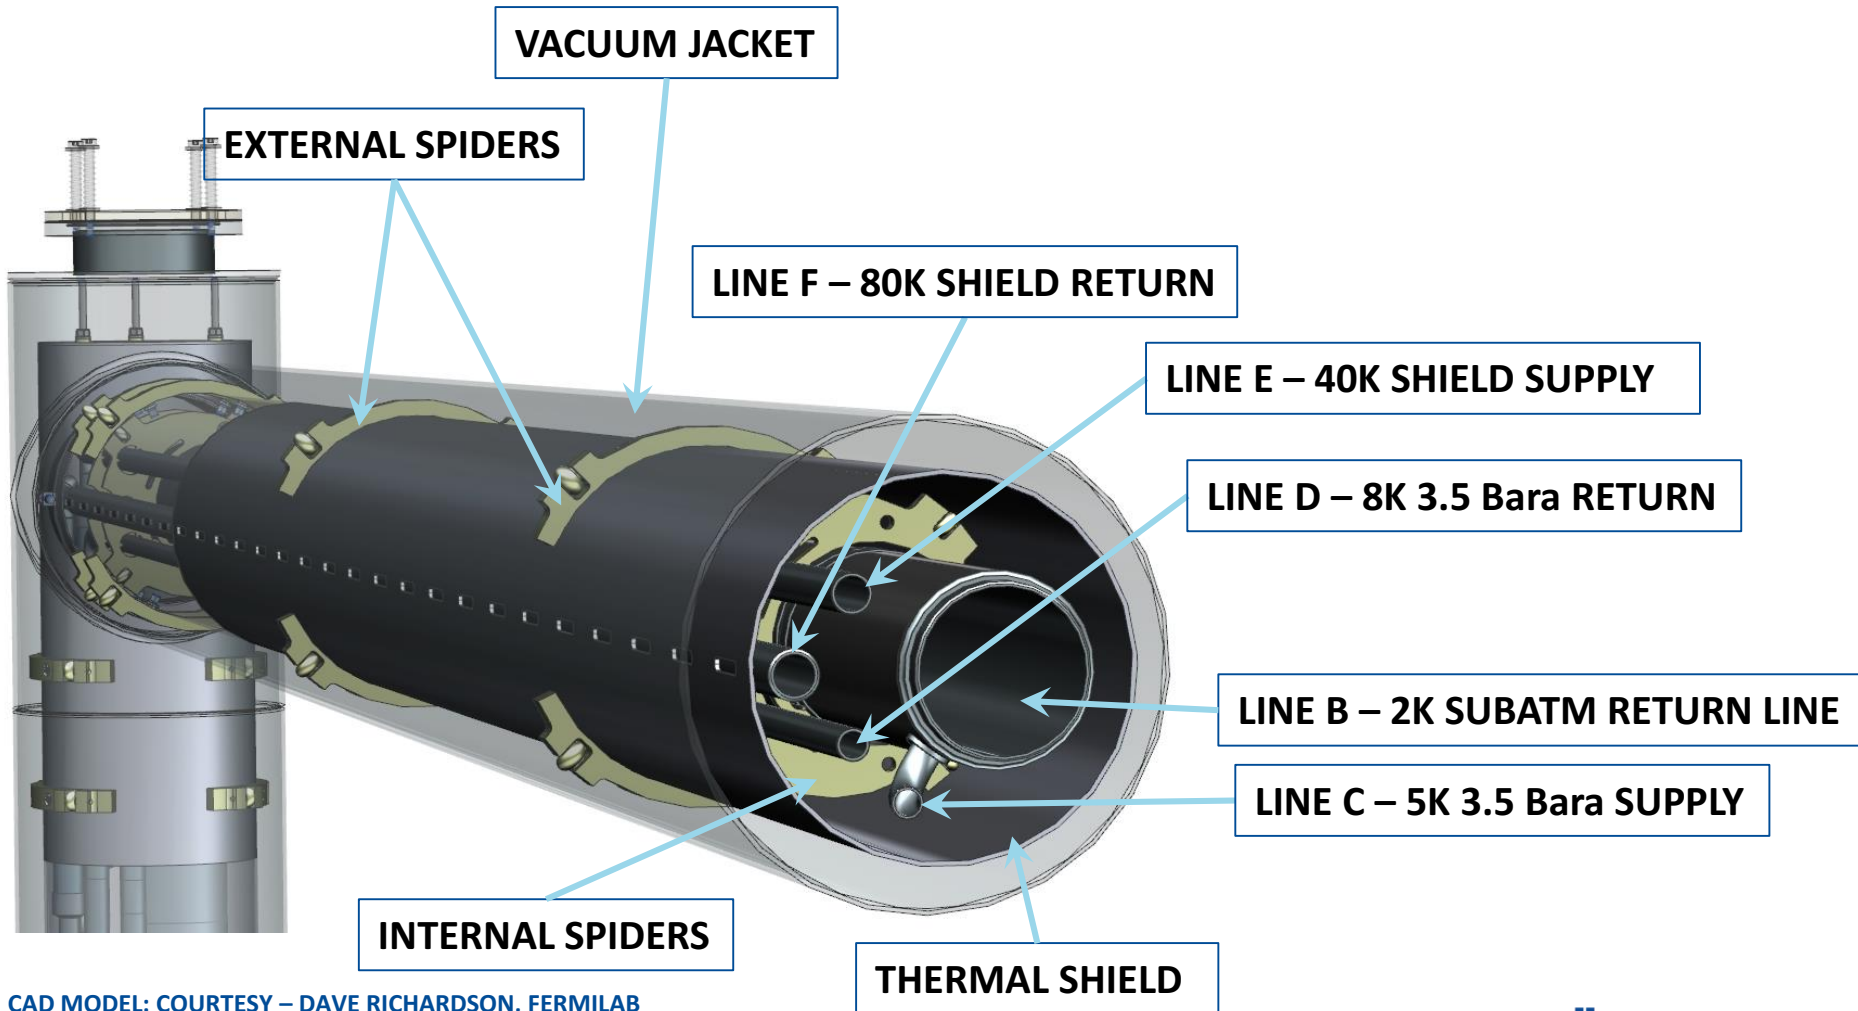 VACUUM JACKET
EXTERNAL SPIDERS
LINE F – 80K SHIELD RETURN
LINE E – 40K SHIELD SUPPLY
LINE D – 8K 3.5 Bara RETURN
LINE B – 2K SUBATM RETURN LINE
LINE C – 5K 3.5 Bara SUPPLY
INTERNAL SPIDERS
THERMAL SHIELD
CAD MODEL: COURTESY – DAVE RICHARDSON, FERMILAB